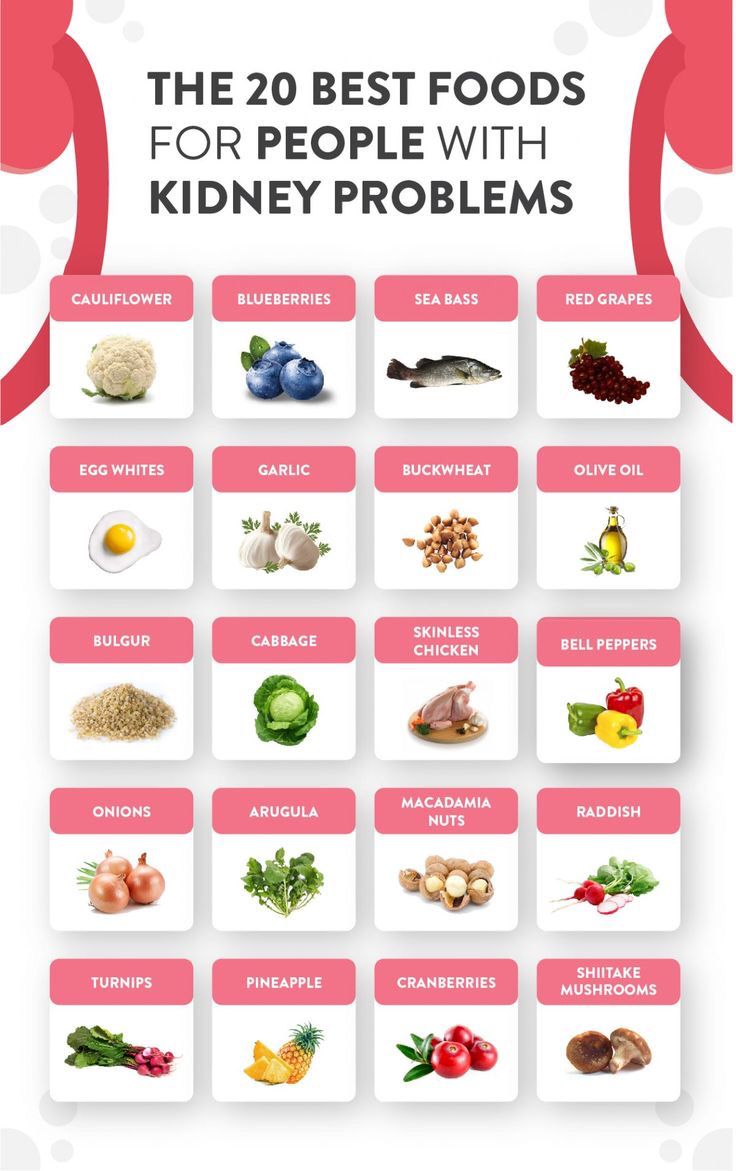 THE 20 BEST FOODS
FOR PEOPLE WITH
KIDNEY PROBLEMS
CAULIFLOWER
BLUEBERRIES
SEA BASS
RED GRAPES
EGG WHITES
GARLIC
BUCKWHEAT
OLIVE OIL
BULGUR
CABBAGE
SKINLESS
CHICKEN
BELL PEPPERS
ONIONS
ARUGULA
MACADAMIA
NUTS
RADDISH
TURNIPS
PINEAPPLE
CRANBERRIES
SHIITAKE
MUSHROOMS